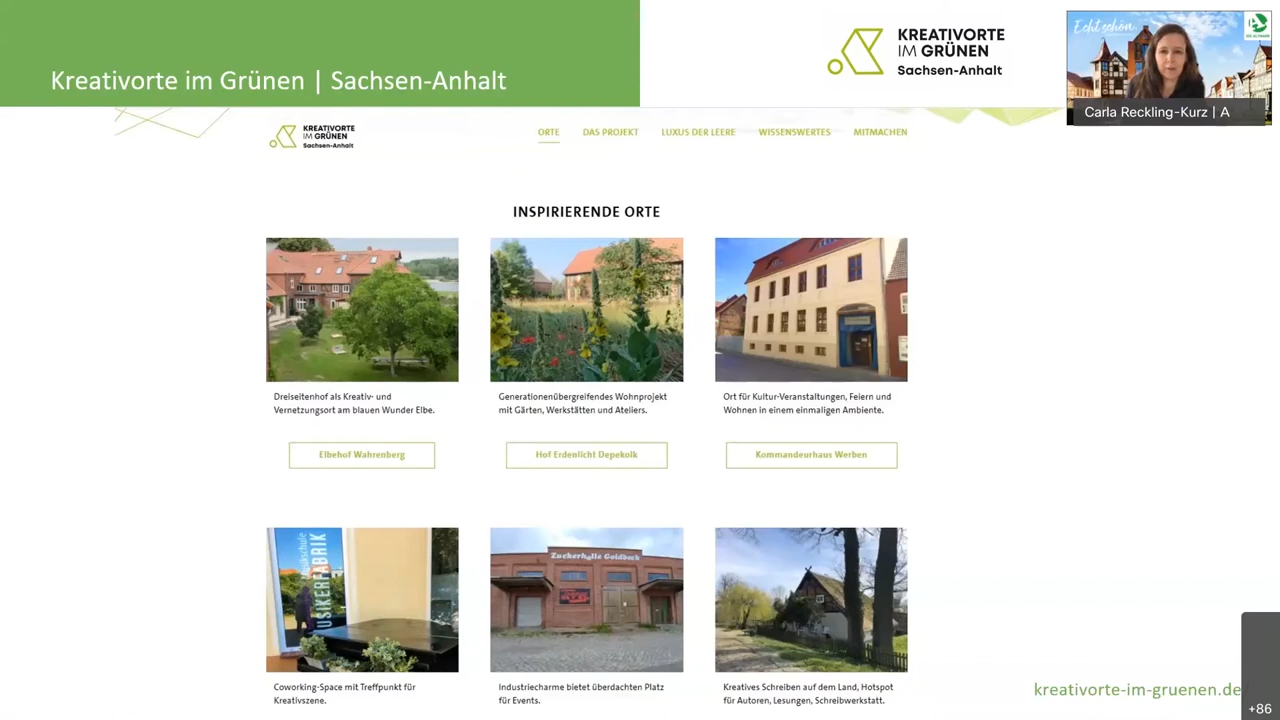 Kreativorte im Grünen | Sachsen-Anhalt
KREATIVORTE
IM GRÜNEN
Sachsen-Anhalt
Echt schön.
Carla Reckling-Kurz | A
KREATIVORTE
IM GRÜNEN
Sachsen-Anhalt
ORTE
DAS PROJEKT
LUXUS DER LEERE
WISSENSWERTES
MITMACHEN
INSPIRIERENDE ORTE
Dreiseitenhof als Kreativ- und
Vernetzungsort am blauen Wunder Elbe.
Elbehof Wahrenberg
Generationenübergreifendes Wohnprojekt
mit Gärten, Werkstätten und Ateliers.
Hof Erdenlicht Depekolk
Ort für Kultur-Veranstaltungen, Feiern und
Wohnen in einem einmaligen Ambiente.
Kommandeurhaus Werben
USIKERFABRIK
Coworking-Space mit Treffpunkt für
Kreativszene.
Zuckerhalle Goldbeck
Industriecharme bietet überdachten Platz
für Events.
Kreatives Schreiben auf dem Land, Hotspot
für Autoren, Lesungen, Schreibwerkstatt.
kreativorte-im-gruenen.de/
+86